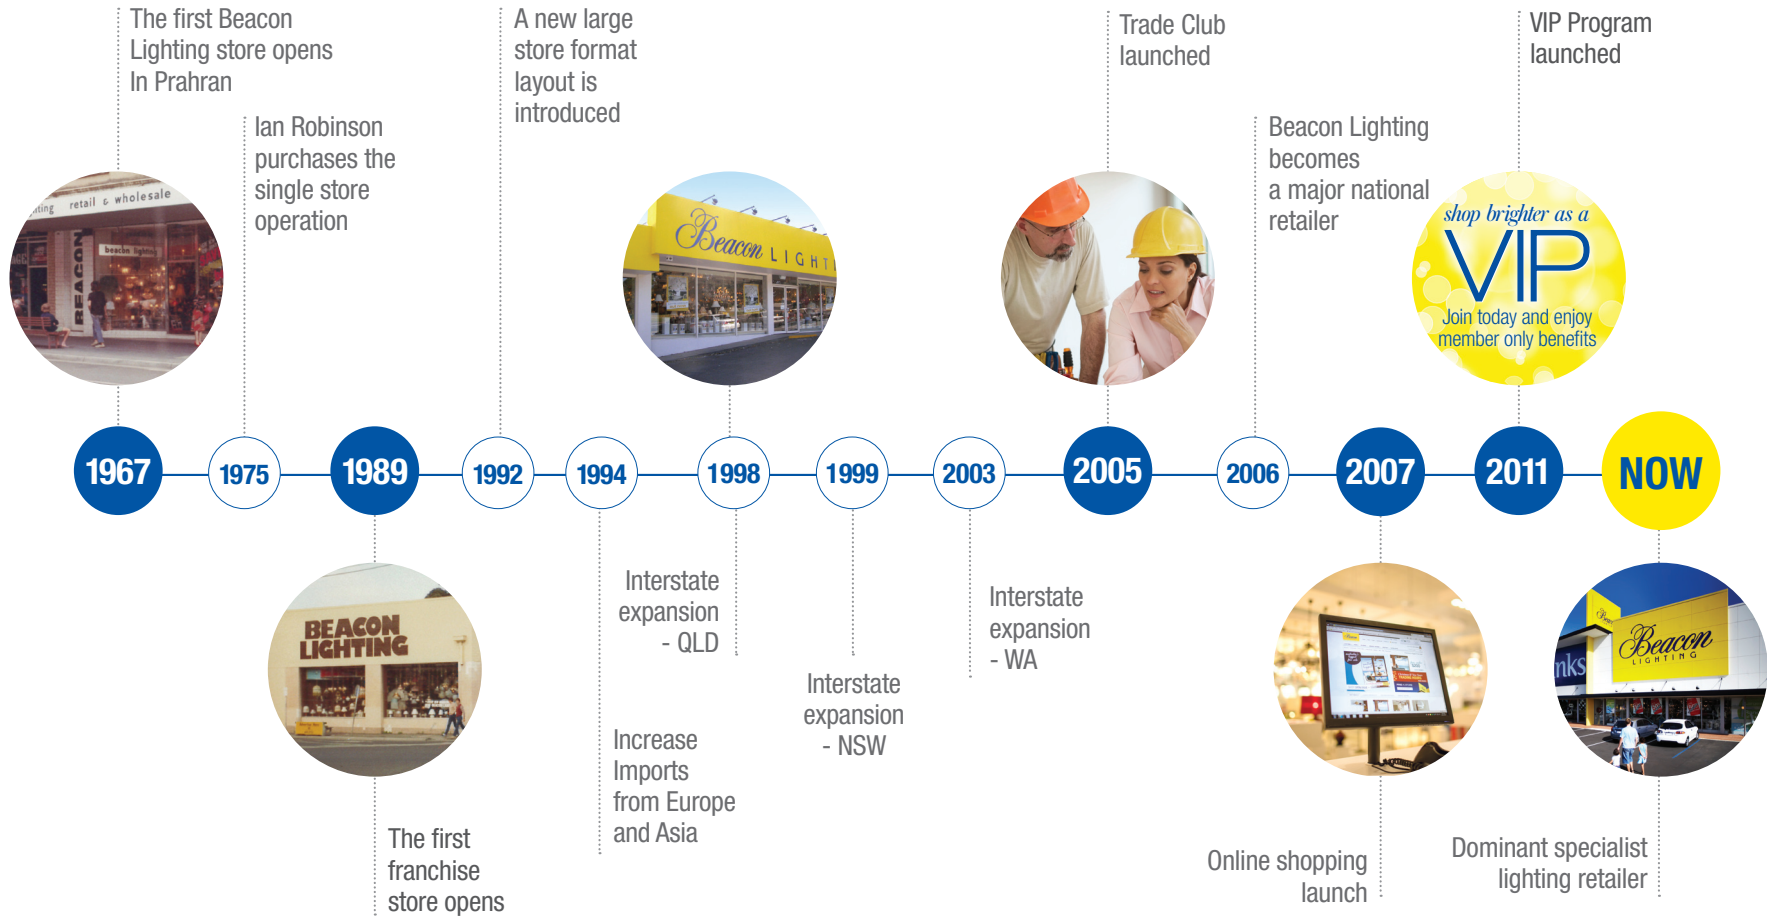 The first Beacon
Lighting store opens
In Prahran
Ian Robinson
purchases the
single store
operation
A new large
store format
layout is
introduced
Trade Club
launched
Beacon Lighting
becomes
a major national
retailer
VIP Program
launched
retail & wholesale
BEACON
beacon lighting
Beacon LIGHTI
shop brighter as a
VIP
Join today and enjoy
member only benefits
1967
1975
1989
1992
1994
1998
1999
2003
2005
2006
2007
2011
NOW
BEACON
LIGHTING
The first
franchise
store opens
Increase
Imports
from Europe
and Asia
Interstate
expansion
- QLD
Interstate
expansion
- NSW
Interstate
expansion
- WA
Online shopping
launch
nks
Beacon
LIGHTING
Dominant specialist
lighting retailer